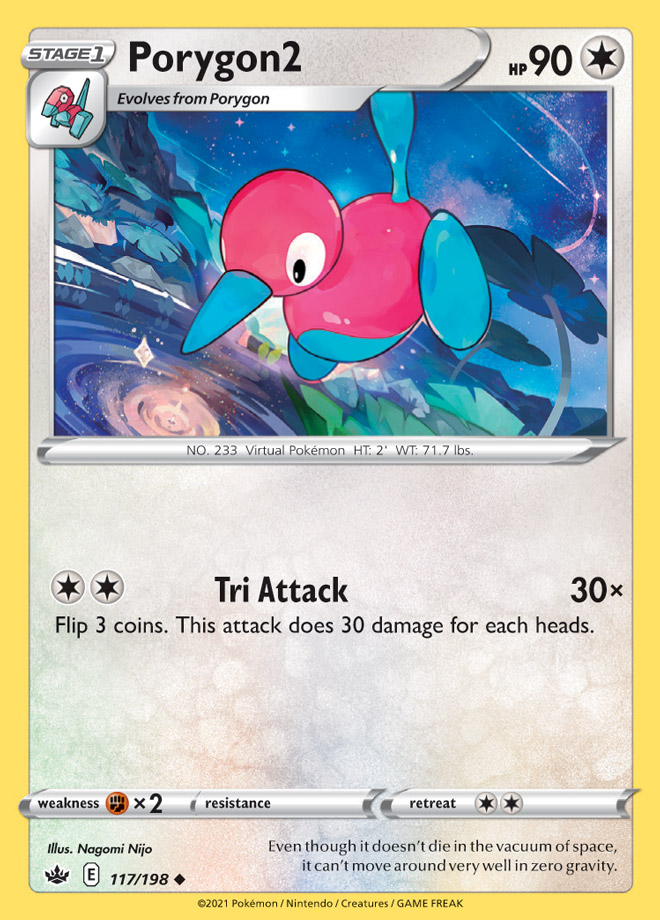 STAGE1
Porygon2
HP 90
Evolves from Porygon
NO. 233 Virtual Pokémon HT: 2' WT: 71.7 lbs.
Tri Attack 30×
Flip 3 coins. This attack does 30 damage for each heads.
weakness ×2 resistance retreat
Illus. Nagomi Nijo
Even though it doesn't die in the vacuum of space,
it can't move around very well in zero gravity.
E 117/198
©2021 Pokémon / Nintendo / Creatures / GAME FREAK